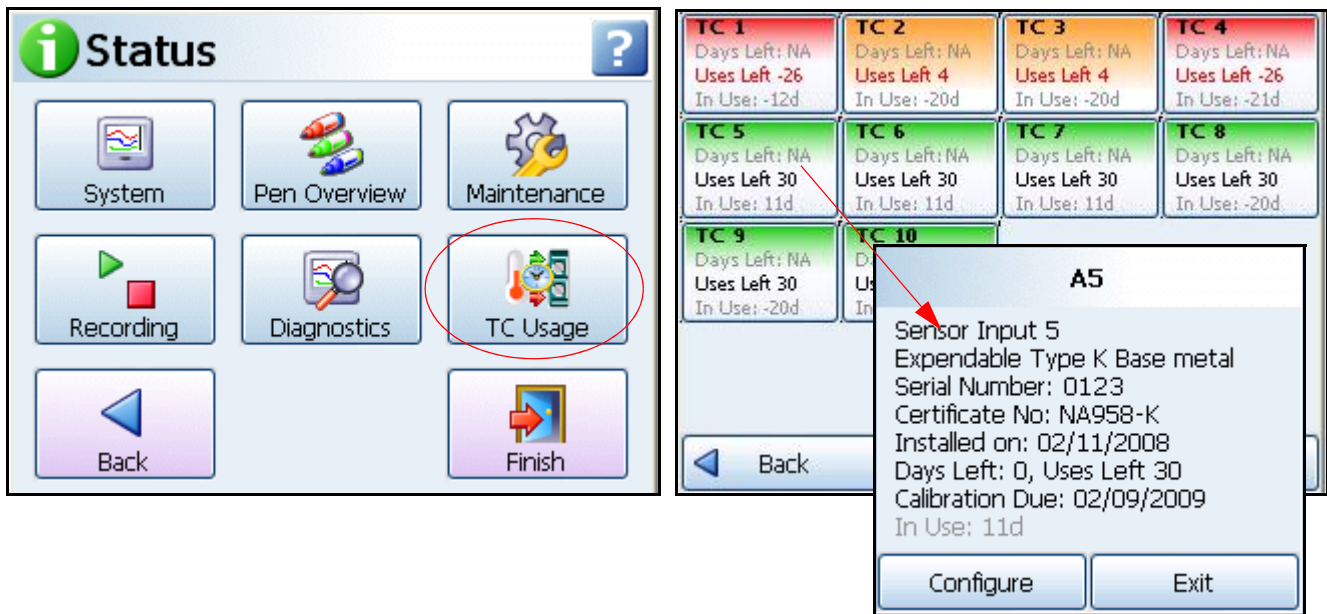 Status
?
System
Pen Overview
Maintenance
Recording
Diagnostics
TC Usage
Back
Finish
TC 1
Days Left: NA
Uses Left -26
In Use: -12d
TC 2
Days Left: NA
Uses Left 4
In Use: -20d
TC 3
Days Left: NA
Uses Left 4
In Use: -20d
TC 4
Days Left: NA
Uses Left -26
In Use: -21d
TC 5
Days Left: NA
Uses Left 30
In Use: 11d
TC 6
Days Left: NA
Uses Left 30
In Use: 11d
TC 7
Days Left: NA
Uses Left 30
In Use: 11d
TC 8
Days Left: NA
Uses Left 30
In Use: -20d
TC 9
Days Left: NA
Uses Left 30
In Use: -20d
TC 10
Back
A5
Sensor Input 5
Expendable Type K Base metal
Serial Number: 0123
Certificate No: NA958-K
Installed on: 02/11/2008
Days Left: 0, Uses Left 30
Calibration Due: 02/09/2009
In Use: 11d
Configure
Exit